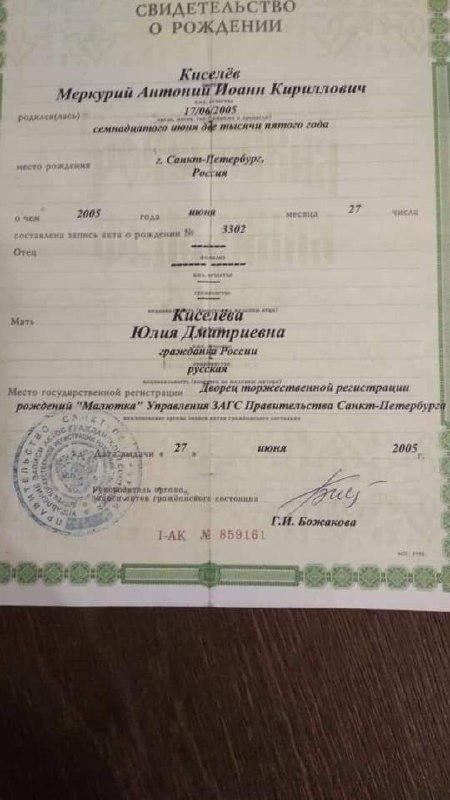 СВИДЕТЕЛЬСТВО
О РОЖДЕНИИ
Киселёв
Меркурий Антоний Иоанн Кириллович
родился(лась) 17/06/2005
семнадцатого июня две тысячи пятого года
место рождения г. Санкт-Петербург,
Россия
о чем 2005 года июня месяца 27 числа
составлена запись акта о рождении № 3302
Отец ------
------ ------
------
------
Мать Киселёва
Юлия Дмитриевна
гражданка России
русская
Место государственной регистрации Дворец торжественной регистрации
рождений "Малютка" Управления ЗАГС Правительства Санкт-Петербурга
Дата выдачи « 27 » июня 2005 г.
Руководитель органа
записи актов гражданского состояния
Г.И. Божакова
I-АК № 859161